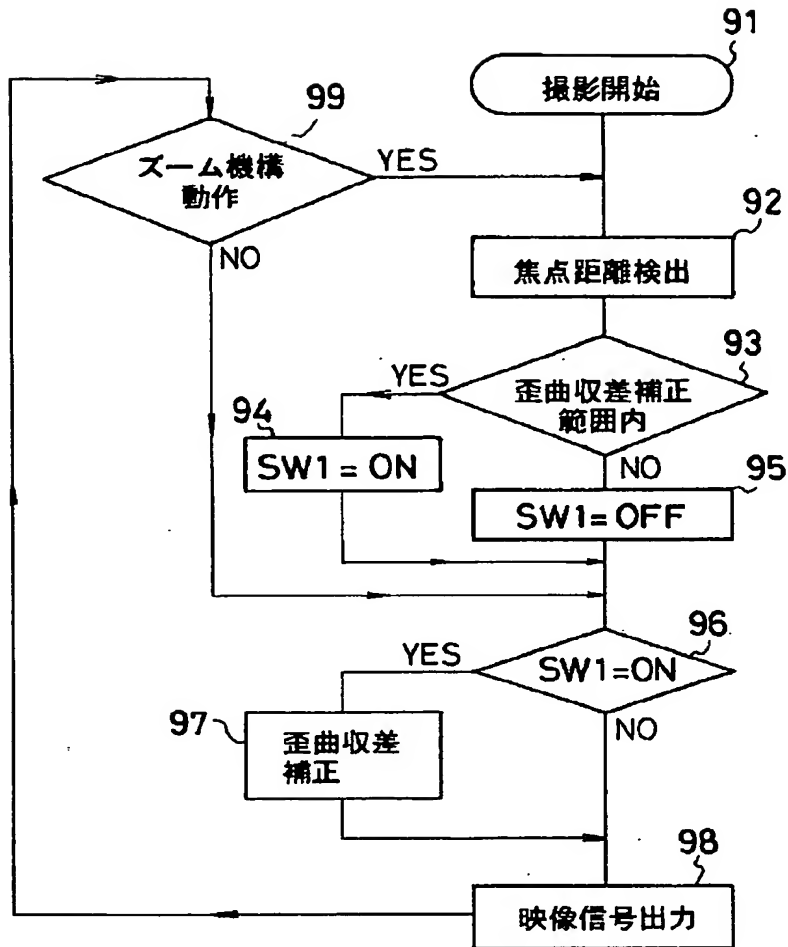 91
撮影開始
99
ズーム機構
動作
YES
NO
92
焦点距離検出
93
歪曲収差補正
範囲内
YES
NO
94
SW1=ON
95
SW1=OFF
96
SW1=ON
YES
NO
97
歪曲収差
補正
98
映像信号出力